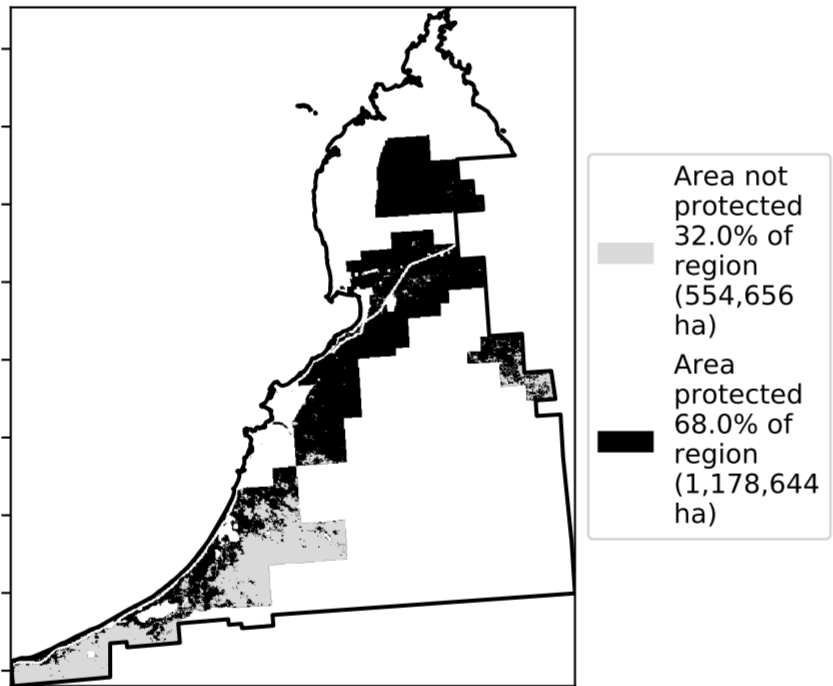 Area not
protected
32.0% of
region
(554,656
ha)
Area
protected
68.0% of
region
(1,178,644
ha)